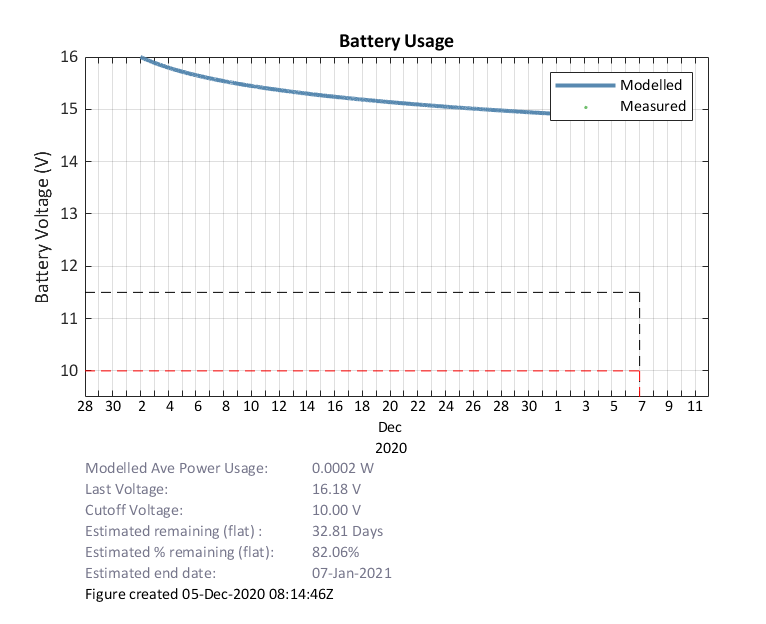 Battery Usage
Modelled
Measured
Battery Voltage (V)
16
15
14
13
12
11
10
28 30 2 4 6 8 10 12 14 16 18 20 22 24 26 28 30 1 3 5 7 9 11
Dec
2020
Modelled Ave Power Usage: 0.0002 W
Last Voltage: 16.18 V
Cutoff Voltage: 10.00 V
Estimated remaining (flat) : 32.81 Days
Estimated % remaining (flat): 82.06%
Estimated end date: 07-Jan-2021
Figure created 05-Dec-2020 08:14:46Z